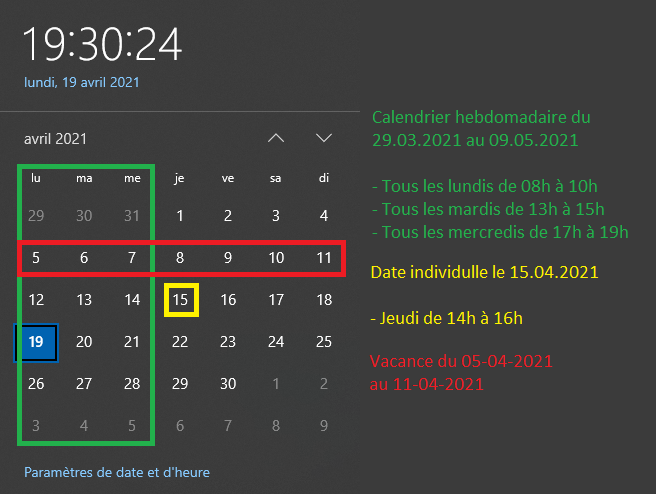 19:30:24
lundi, 19 avril 2021
avril 2021
lu ma me je ve sa di
29 30 31 1 2 3 4
5 6 7 8 9 10 11
12 13 14 15 16 17 18
19 20 21 22 23 24 25
26 27 28 29 30 1 2
3 4 5 6 7 8 9
Paramètres de date et d'heure
Calendrier hebdomadaire du
29.03.2021 au 09.05.2021
- Tous les lundis de 08h à 10h
- Tous les mardis de 13h à 15h
- Tous les mercredis de 17h à 19h
Date individulle le 15.04.2021
- Jeudi de 14h à 16h
Vacance du 05-04-2021
au 11-04-2021